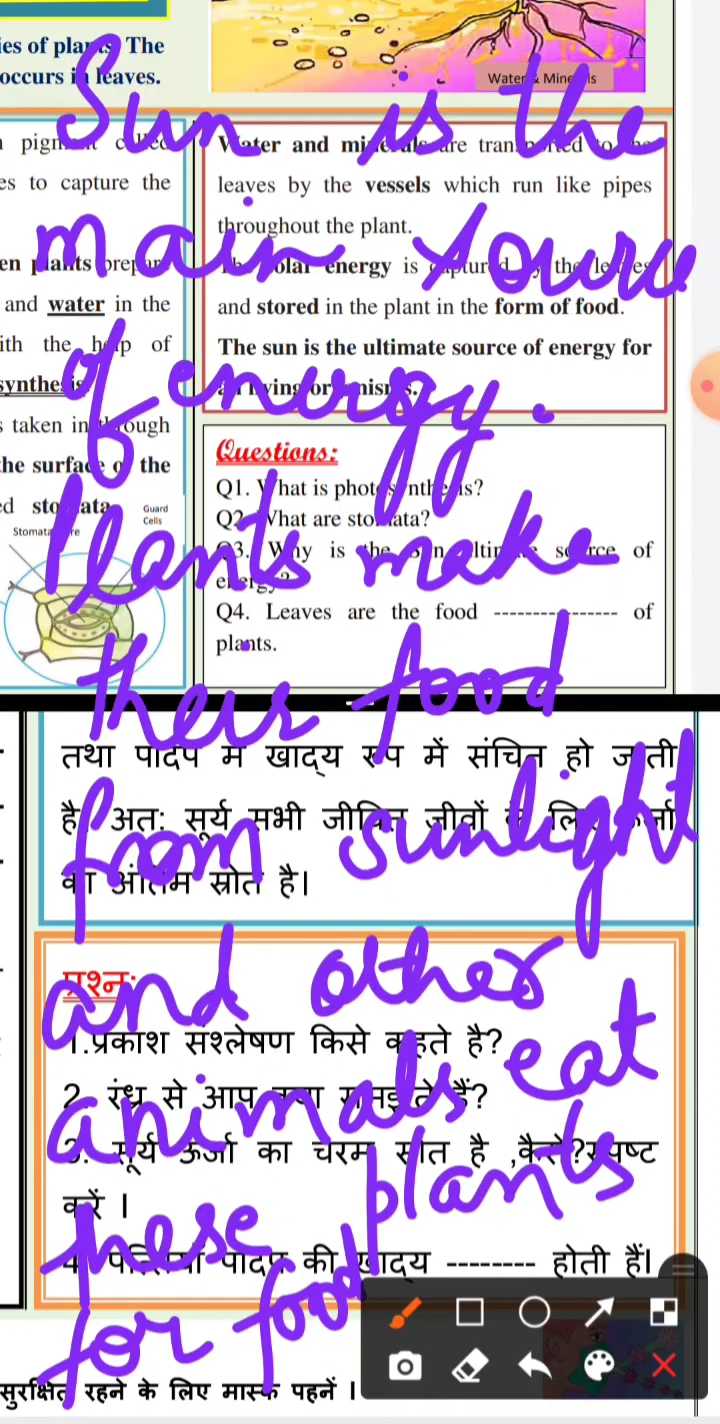 ies of plants. The
occurs in leaves.
Water & Minerals
pigment called
es to capture the
en plants prepare
and water in the
ith the help of
synthesis
s taken in through
the surface of the
ed stomata.
Guard
Cells
Stomata
Water and minerals are transported to the
leaves by the vessels which run like pipes
throughout the plant.
The solar energy is captured by the leaves
and stored in the plant in the form of food.
The sun is the ultimate source of energy for
all living organisms.
Questions:
Q1. What is photosynthesis?
Q2. What are stomata?
Q3. Why is the sun ultimate source of
energy?
Q4. Leaves are the food ---------------- of
plants.
Sun is the
main source
of energy.
Plants make
their food
from sunlight
and other
animals eat
these plants
for food
तथा पादप में खाद्य रूप में संचित हो जाती
है। अत: सूर्य सभी जीवित जीवों के लिए ऊर्जा
का अंतिम स्रोत है।
प्रश्न:
1.प्रकाश संश्लेषण किसे कहते है?
2. रंध्र से आप क्या समझते हैं?
3. सूर्य ऊर्जा का चरम स्रोत है ,कैसे?स्पष्ट
करें ।
4. पत्तियां पादप की खाद्य -------- होती हैं।
सुरक्षित रहने के लिए मास्क पहनें ।